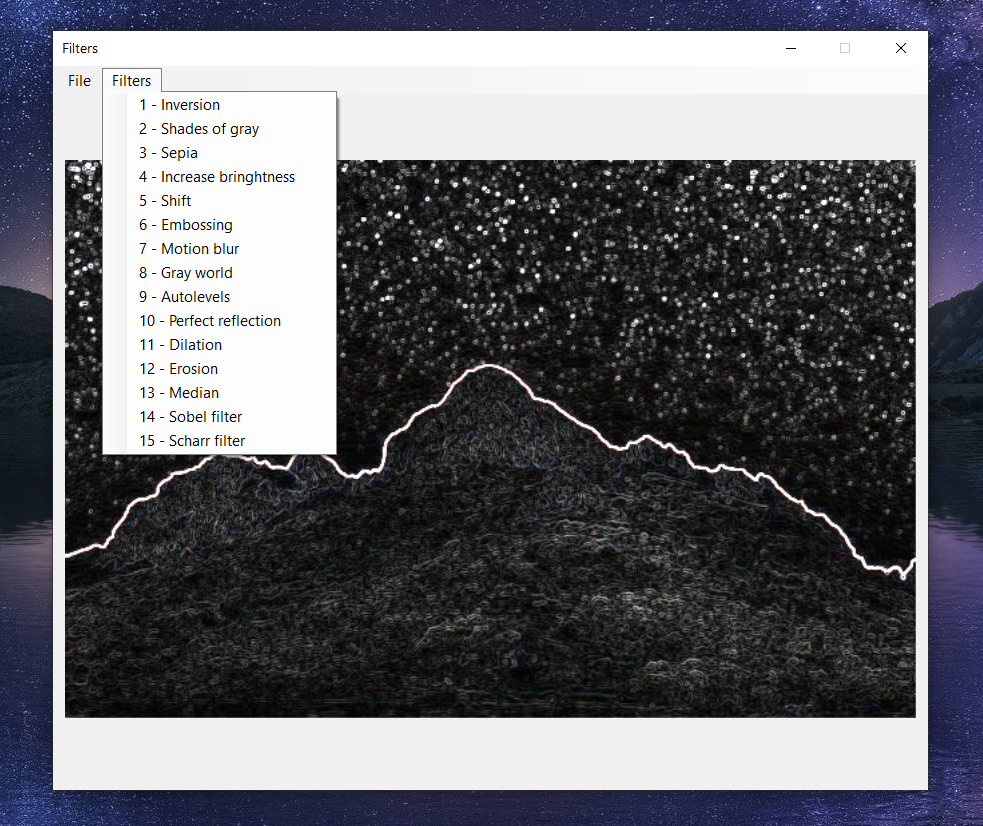 Filters
File Filters
1 - Inversion
2 - Shades of gray
3 - Sepia
4 - Increase bringhtness
5 - Shift
6 - Embossing
7 - Motion blur
8 - Gray world
9 - Autolevels
10 - Perfect reflection
11 - Dilation
12 - Erosion
13 - Median
14 - Sobel filter
15 - Scharr filter